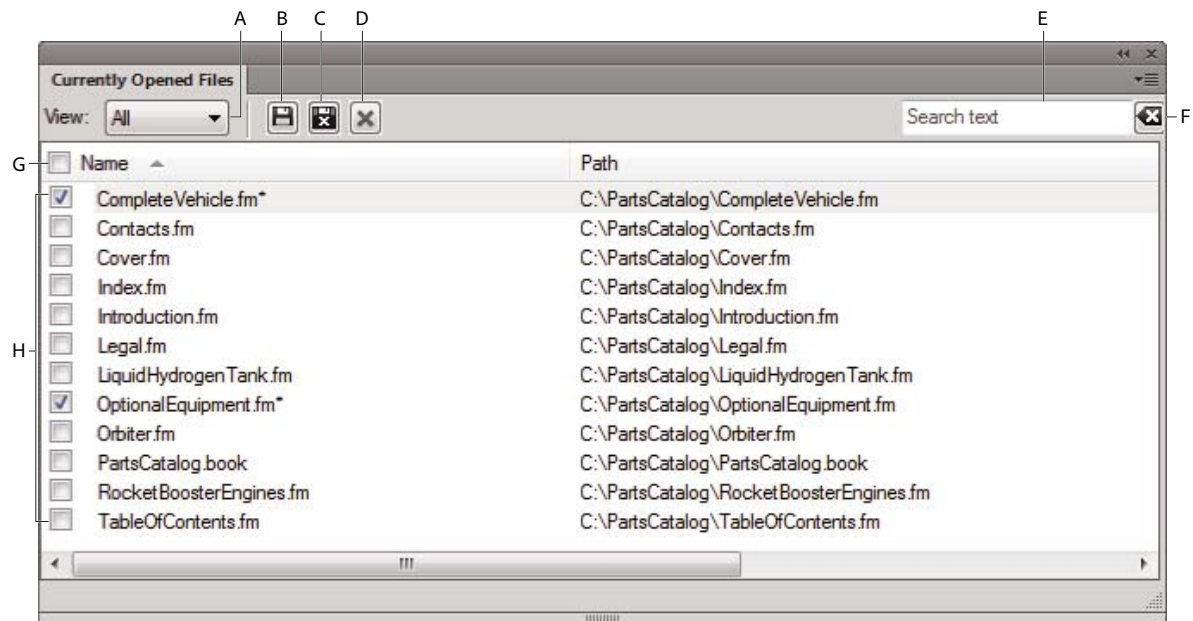 A B C D E
Currently Opened Files
View: All Search text F
G Name Path
CompleteVehicle.fm* C:\PartsCatalog\CompleteVehicle.fm
Contacts.fm C:\PartsCatalog\Contacts.fm
Cover.fm C:\PartsCatalog\Cover.fm
Index.fm C:\PartsCatalog\Index.fm
Introduction.fm C:\PartsCatalog\Introduction.fm
H Legal.fm C:\PartsCatalog\Legal.fm
LiquidHydrogenTank.fm C:\PartsCatalog\LiquidHydrogenTank.fm
OptionalEquipment.fm* C:\PartsCatalog\OptionalEquipment.fm
Orbiter.fm C:\PartsCatalog\Orbiter.fm
PartsCatalog.book C:\PartsCatalog\PartsCatalog.book
RocketBoosterEngines.fm C:\PartsCatalog\RocketBoosterEngines.fm
TableOfContents.fm C:\PartsCatalog\TableOfContents.fm